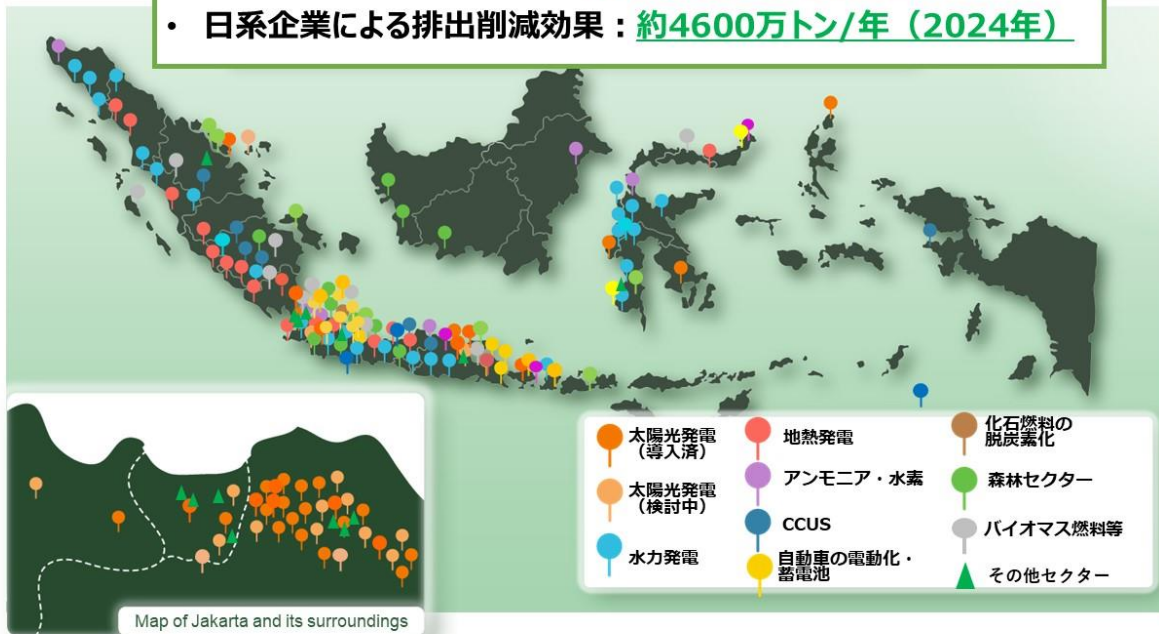 • 日系企業による排出削減効果：約4600万トン/年（2024年）
太陽光発電
（導入済）
太陽光発電
（検討中）
水力発電
地熱発電
アンモニア・水素
CCUS
自動車の電動化・
蓄電池
化石燃料の
脱炭素化
森林セクター
バイオマス燃料等
その他セクター
Map of Jakarta and its surroundings